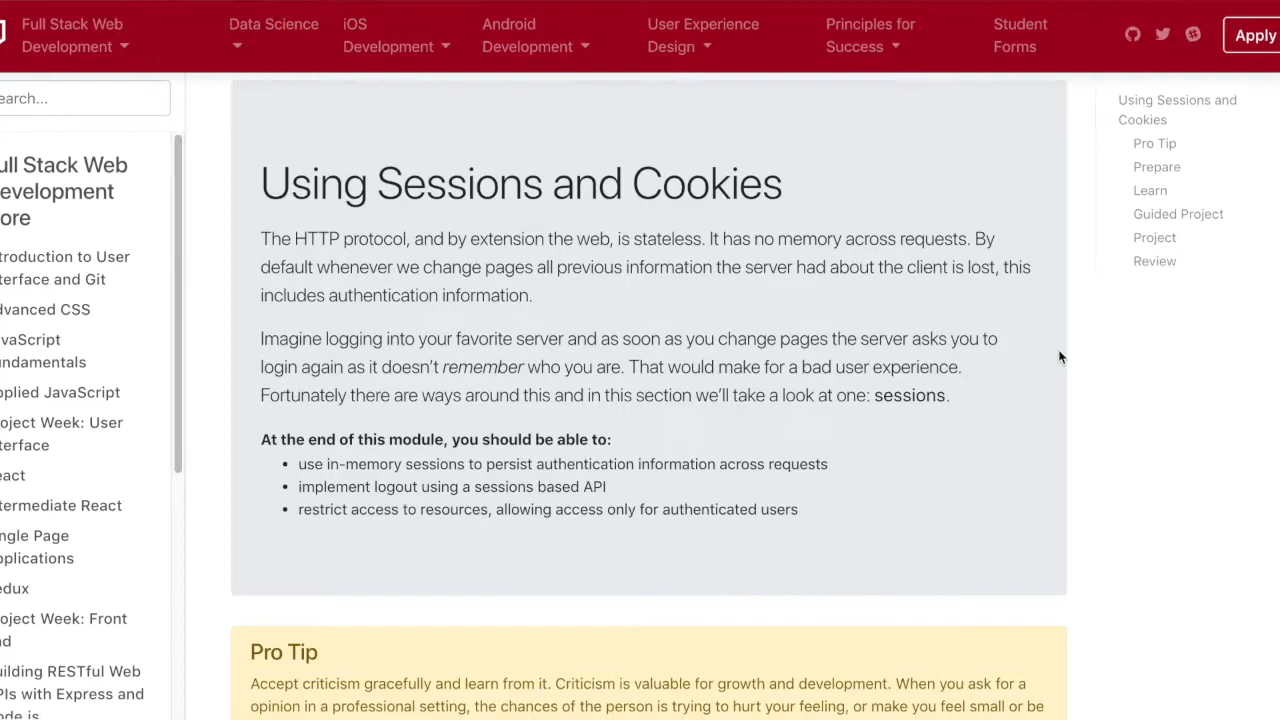 Full Stack Web
Development
Data Science
iOS
Development
Android
Development
User Experience
Design
Principles for
Success
Student
Forms
Apply
earch...
ull Stack Web
evelopment
ore
troduction to User
terface and Git
dvanced CSS
vaScript
undamentals
pplied JavaScript
oject Week: User
terface
eact
termediate React
ngle Page
pplications
edux
oject Week: Front
nd
uilding RESTful Web
PIs with Express and
ode.js
Using Sessions and Cookies
The HTTP protocol, and by extension the web, is stateless. It has no memory across requests. By
default whenever we change pages all previous information the server had about the client is lost, this
includes authentication information.
Imagine logging into your favorite server and as soon as you change pages the server asks you to
login again as it doesn’t remember who you are. That would make for a bad user experience.
Fortunately there are ways around this and in this section we’ll take a look at one: sessions.
At the end of this module, you should be able to:
• use in-memory sessions to persist authentication information across requests
• implement logout using a sessions based API
• restrict access to resources, allowing access only for authenticated users
Pro Tip
Accept criticism gracefully and learn from it. Criticism is valuable for growth and development. When you ask for a
opinion in a professional setting, the chances of the person is trying to hurt your feeling, or make you feel small or be
Using Sessions and
Cookies
Pro Tip
Prepare
Learn
Guided Project
Project
Review